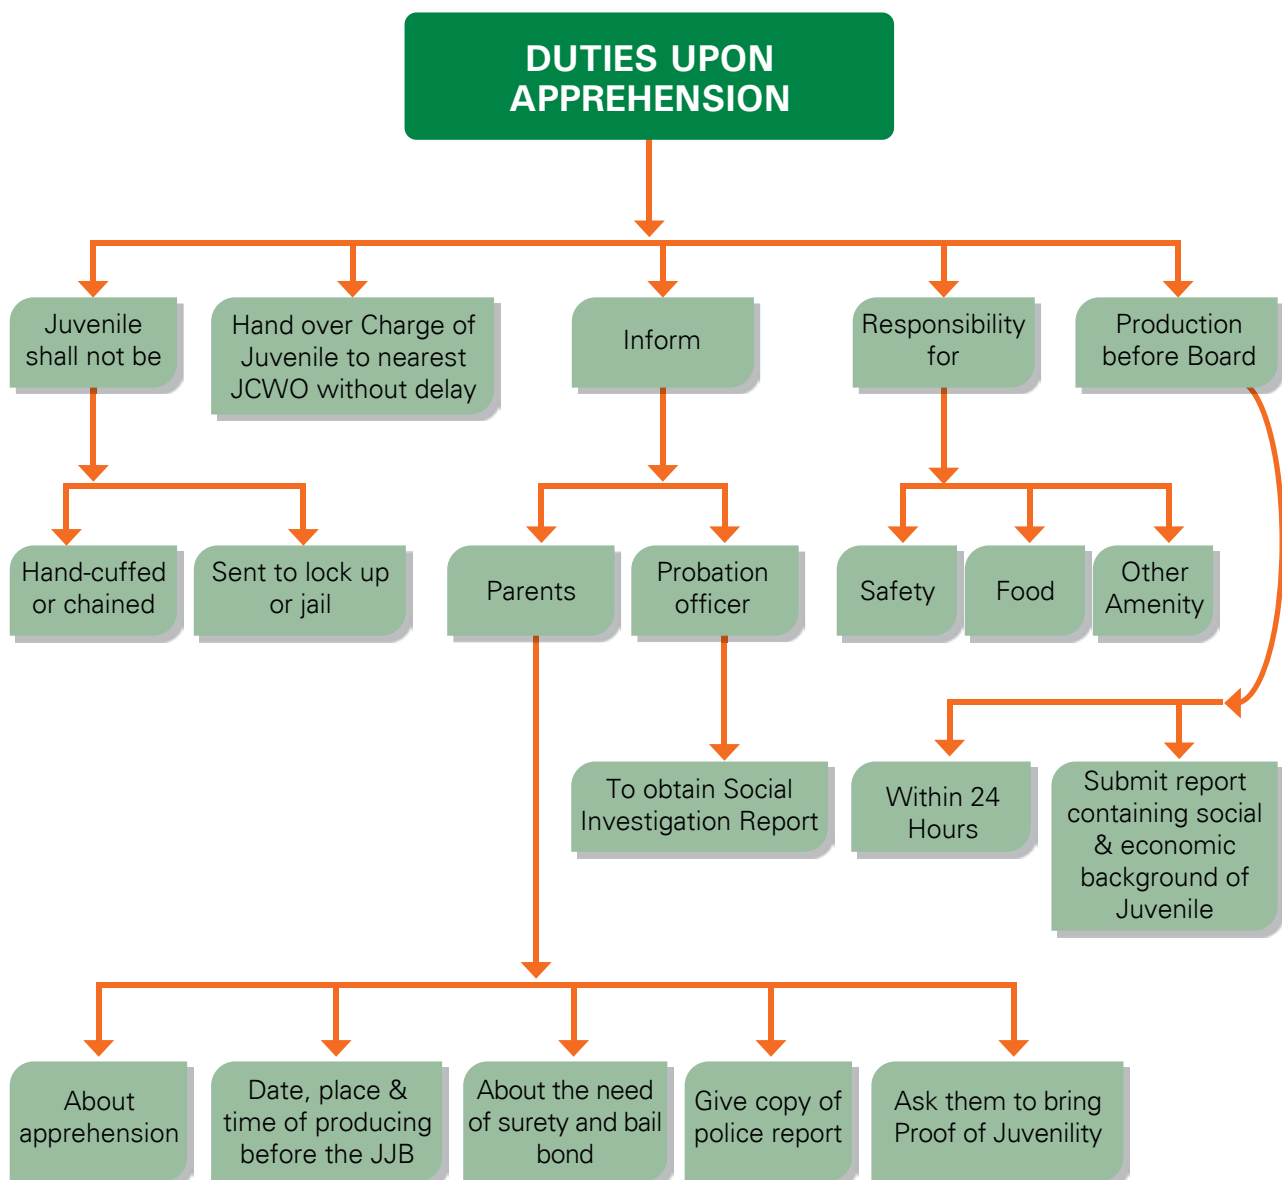 DUTIES UPON
APPREHENSION
Juvenile
shall not be
Hand over Charge of
Juvenile to nearest
JCWO without delay
Inform
Responsibility
for
Production
before Board
Hand-cuffed
or chained
Sent to lock up
or jail
Parents
Probation
officer
Safety
Food
Other
Amenity
To obtain Social
Investigation Report
Within 24
Hours
Submit report
containing social
& economic
background of
Juvenile
About
apprehension
Date, place &
time of producing
before the JJB
About the need
of surety and bail
bond
Give copy of
police report
Ask them to bring
Proof of Juvenility